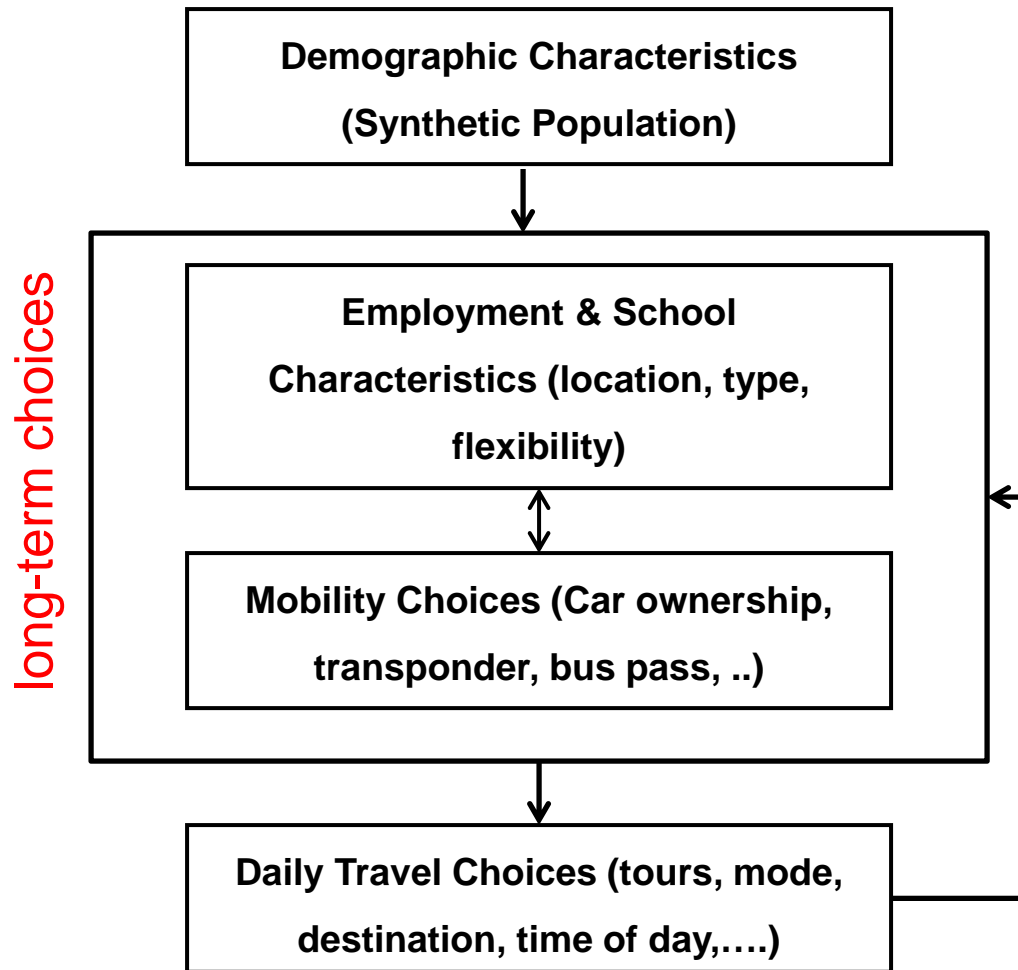 Demographic Characteristics
(Synthetic Population)
long-term choices
Employment & School
Characteristics (location, type,
flexibility)
Mobility Choices (Car ownership,
transponder, bus pass, ..)
Daily Travel Choices (tours, mode,
destination, time of day,….)